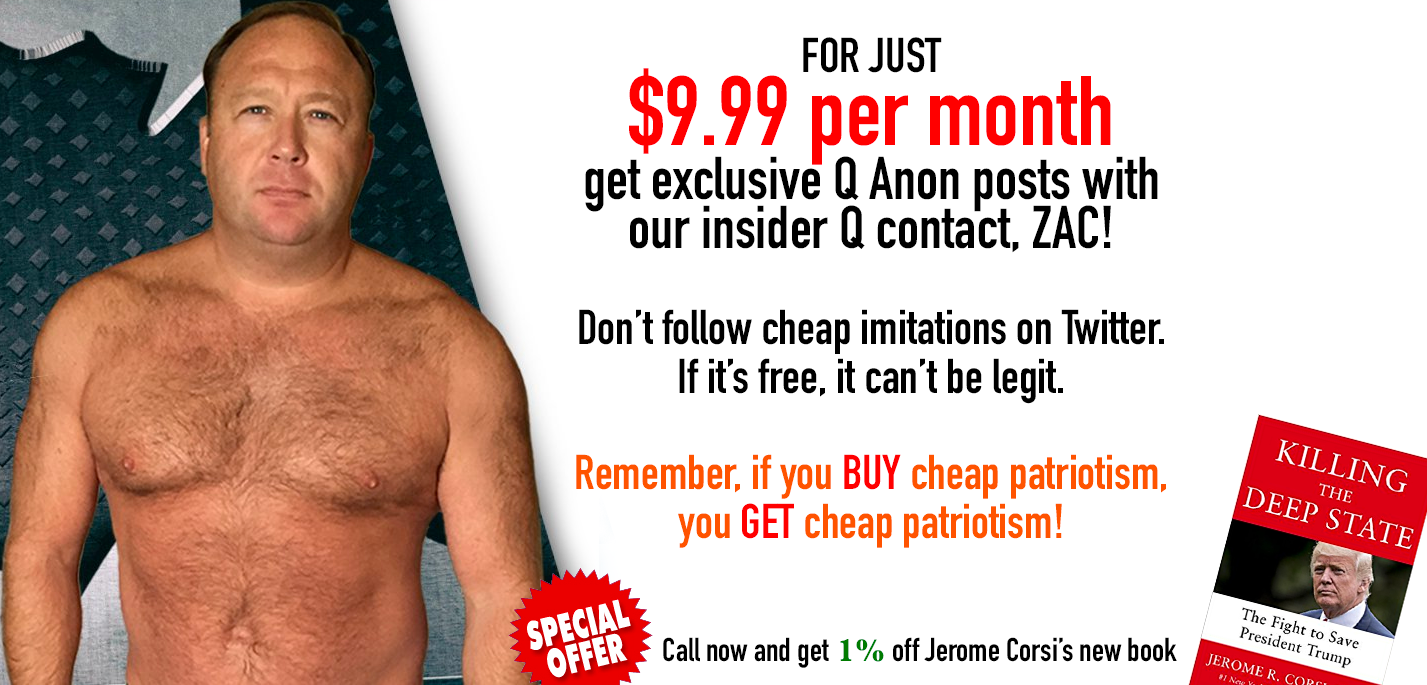 FOR JUST
$9.99 per month
get exclusive Q Anon posts with
our insider Q contact, ZAC!
Don't follow cheap imitations on Twitter.
If it's free, it can't be legit.
Remember, if you BUY cheap patriotism,
you GET cheap patriotism!
SPECIAL
OFFER
Call now and get 1% off Jerome Corsi's new book
KILLING
THE
DEEP STATE
The Fight to Save
President Trump
JEROME R.
#1